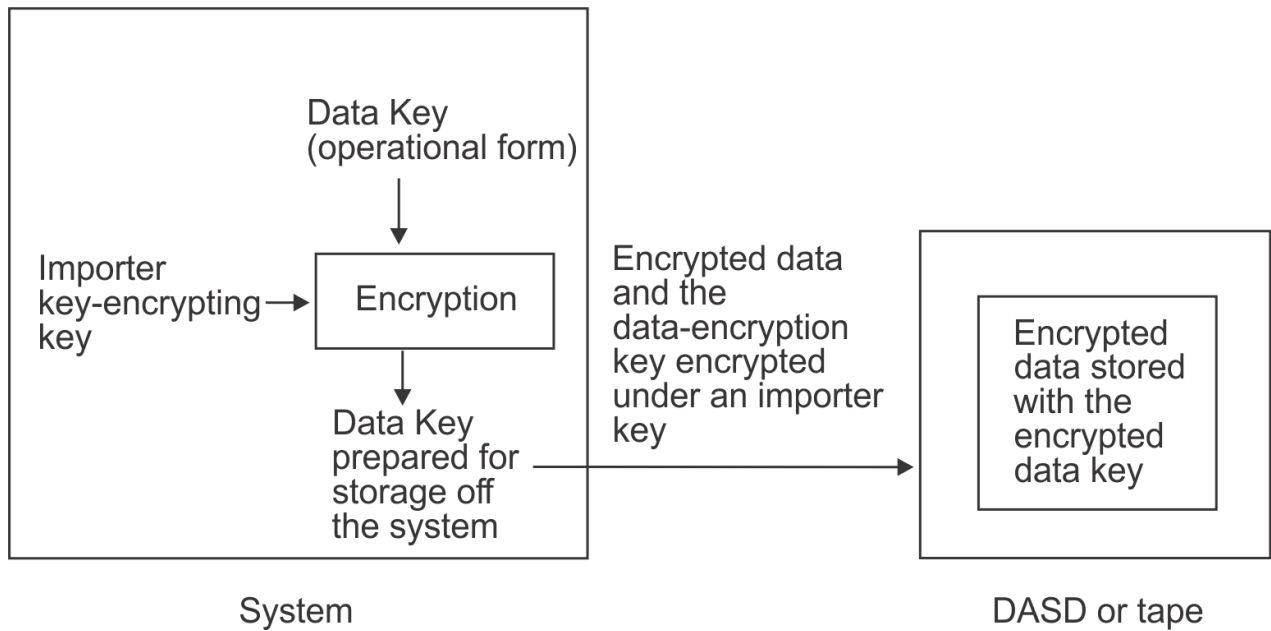 Data Key
(operational form)
Importer
key-encrypting
key
Encryption
Data Key
prepared for
storage off
the system
Encrypted data
and the
data-encryption
key encrypted
under an importer
key
Encrypted
data stored
with the
encrypted
data key
System
DASD or tape